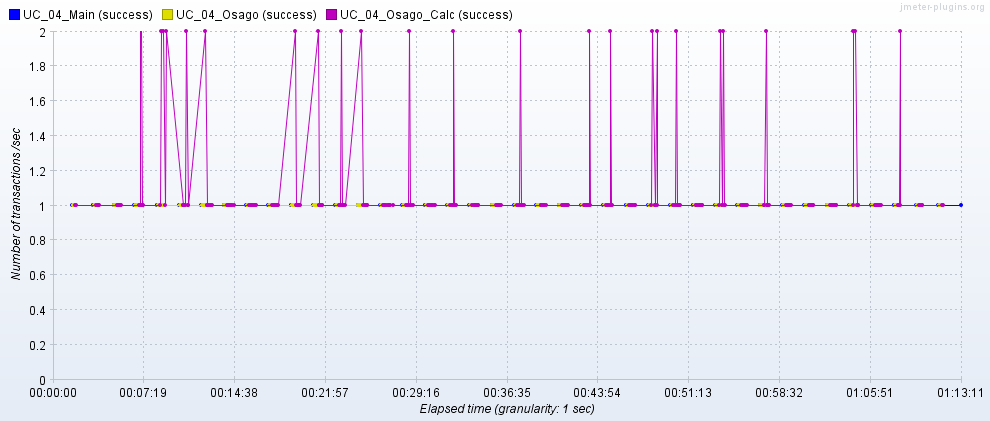 UC_04_Main (success) UC_04_Osago (success) UC_04_Osago_Calc (success)
jmeter-plugins.org
Number of transactions /sec
2
1.8
1.6
1.4
1.2
1
0.8
0.6
0.4
0.2
0
00:00:00 00:07:19 00:14:38 00:21:57 00:29:16 00:36:35 00:43:54 00:51:13 00:58:32 01:05:51 01:13:11
Elapsed time (granularity: 1 sec)